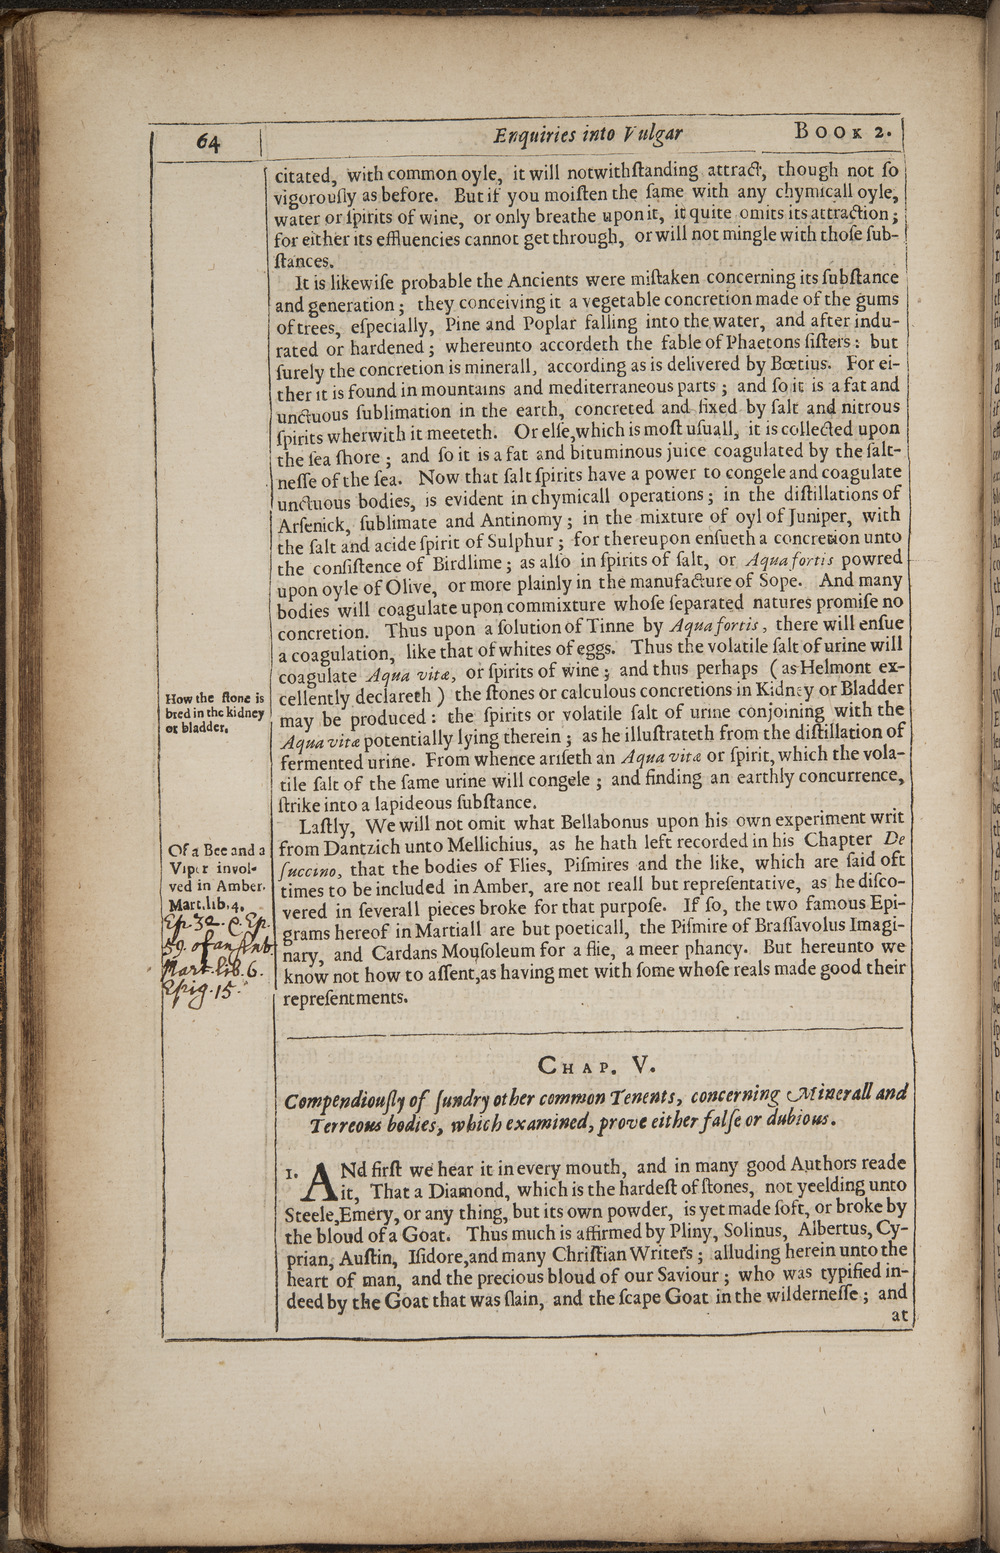 64
Enquiries into Vulgar
BOOK 2.
citated, with common oyle, it will notwithſtanding attract, though not ſo
vigorouſly as before. But if you moiſten the ſame with any chymicall oyle,
water or ſpirits of wine, or only breathe upon it, it quite omits its attraction;
for either its effluencies cannot get through, or will not mingle with thoſe ſub-
ſtances.
It is likewiſe probable the Ancients were miſtaken concerning its ſubſtance
and generation; they conceiving it a vegetable concretion made of the gums
of trees, eſpecially, Pine and Poplar falling into the water, and after indu-
rated or hardened; whereunto accordeth the fable of Phaetons ſiſters: but
ſurely the concretion is minerall, according as is delivered by Bœtius. For ei-
ther it is found in mountains and mediterraneous parts; and ſo it is a fat and
unctuous ſublimation in the earth, concreted and fixed by ſalt and nitrous
ſpirits wherwith it meeteth. Or elſe, which is moſt uſuall, it is collected upon
the ſea ſhore; and ſo it is a fat and bituminous juice coagulated by the ſalt-
neſſe of the ſea. Now that ſalt ſpirits have a power to congele and coagulate
unctuous bodies, is evident in chymicall operations; in the diſtillations of
Arſenick, ſublimate and Antinomy; in the mixture of oyl of Juniper, with
the ſalt and acide ſpirit of Sulphur; for thereupon enſueth a concretion unto
the conſiſtence of Birdlime; as alſo in ſpirits of ſalt, or Aqua fortis powred
upon oyle of Olive, or more plainly in the manufacture of Sope. And many
bodies will coagulate upon commixture whoſe ſeparated natures promiſe no
concretion. Thus upon a ſolution of Tinne by Aqua fortis, there will enſue
a coagulation, like that of whites of eggs. Thus the volatile ſalt of urine will
coagulate Aqua vitæ, or ſpirits of wine; and thus perhaps (as Helmont ex-
cellently declareth) the ſtones or calculous concretions in Kidney or Bladder
may be produced: the ſpirits or volatile ſalt of urine conjoining with the
Aqua vitæ potentially lying therein; as he illuſtrateth from the diſtillation of
fermented urine. From whence ariſeth an Aqua vitæ or ſpirit, which the vola-
tile ſalt of the ſame urine will congele; and finding an earthly concurrence,
ſtrike into a lapideous ſubſtance.
How the ſtone is
bred in the kidney
or bladder.
Laſtly, We will not omit what Bellabonus upon his own experiment writ
from Dantzich unto Mellichius, as he hath left recorded in his Chapter De
ſuccino, that the bodies of Flies, Piſmires and the like, which are ſaid oft
times to be included in Amber, are not reall but repreſentative, as he diſco-
vered in ſeverall pieces broke for that purpoſe. If ſo, the two famous Epi-
grams hereof in Martiall are but poeticall, the Piſmire of Braſſavolus Imagi-
nary, and Cardans Mouſoleum for a flie, a meer phancy. But hereunto we
know not how to aſſent, as having met with ſome whoſe reals made good their
repreſentments.
Of a Bee and a
Viper invol-
ved in Amber.
Mart. lib. 4.
Ep. 32. & Ep.
59. of an Ant
Mart. lib. 6.
Epig. 15.
CHAP. V.
Compendiouſly of ſundry other common Tenents, concerning Minerall and
Terreous bodies, which examined, prove either falſe or dubious.
1. ANd firſt we hear it in every mouth, and in many good Authors reade
it, That a Diamond, which is the hardeſt of ſtones, not yeelding unto
Steele, Emery, or any thing, but its own powder, is yet made ſoft, or broke by
the bloud of a Goat. Thus much is affirmed by Pliny, Solinus, Albertus, Cy-
prian, Auſtin, Iſidore, and many Chriſtian Writers; alluding herein unto the
heart of man, and the precious bloud of our Saviour; who was typified in-
deed by the Goat that was ſlain, and the ſcape Goat in the wilderneſſe; and
at